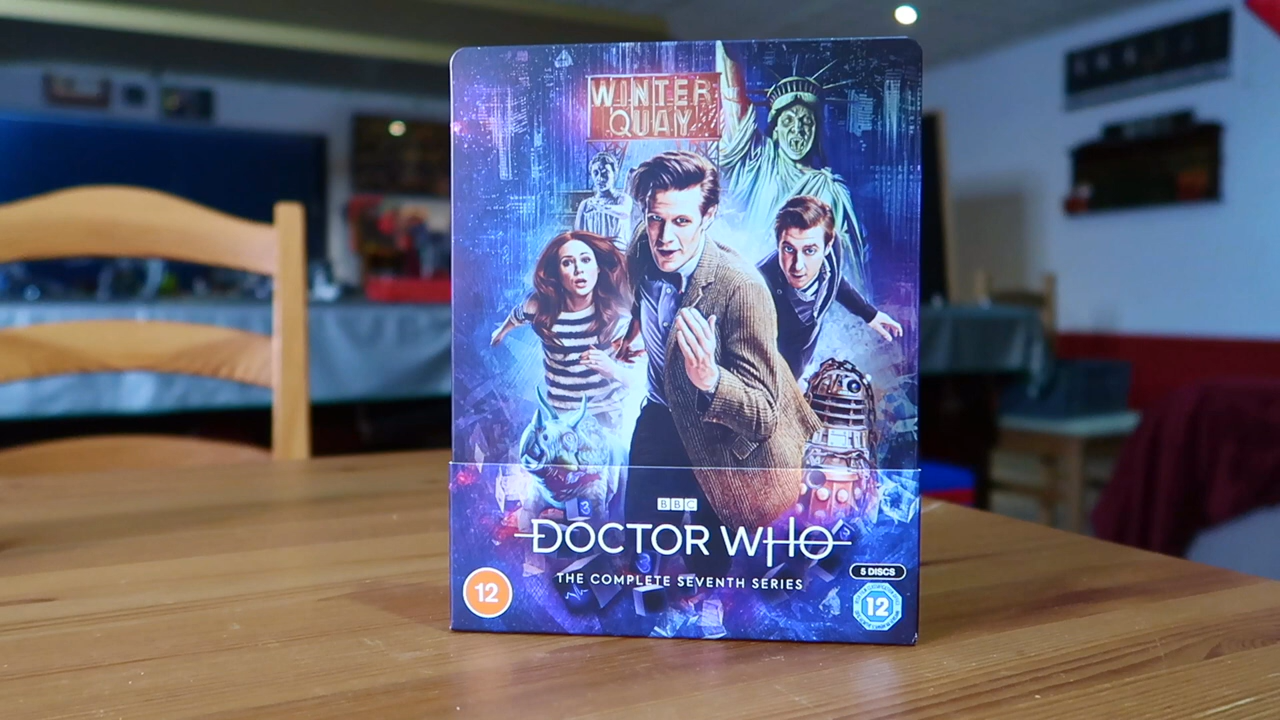 WINTER
QUAY
BBC
DOCTOR WHO
THE COMPLETE SEVENTH SERIES
5 DISCS
12
12